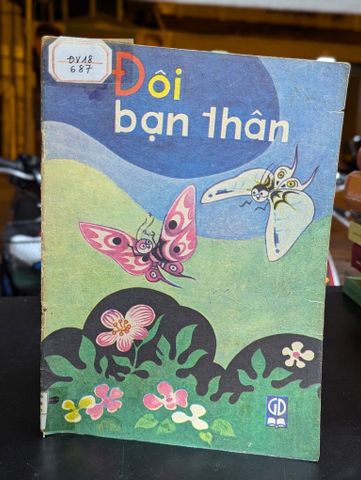 ĐV18
687
Đôi
bạn thân
GD